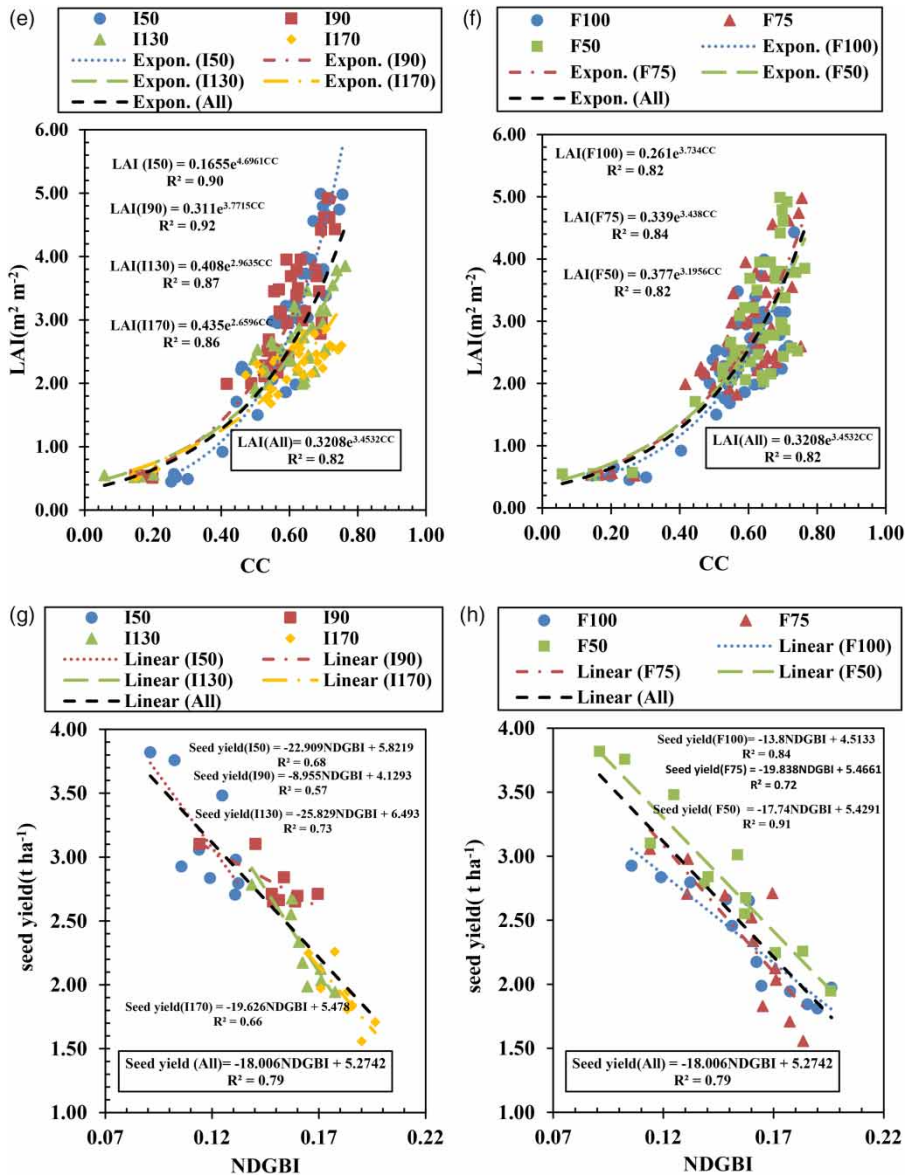 (e)
I50 I90
I130 I170
Expon. (I50) Expon. (I90)
Expon. (I130) Expon. (I170)
Expon. (All)
6.00
5.00
4.00
3.00
2.00
1.00
0.00
LAI(m² m⁻²)
LAI (I50) = 0.1655e^4.6961CC
R² = 0.90
LAI(I90) = 0.311e^3.7715CC
R² = 0.92
LAI(I130) = 0.408e^2.9635CC
R² = 0.87
LAI(I170) = 0.435e^2.6596CC
R² = 0.86
LAI(All) = 0.3208e^3.4532CC
R² = 0.82
0.00 0.20 0.40 0.60 0.80 1.00
CC
(f)
F100 F75
F50 Expon. (F100)
Expon. (F75) Expon. (F50)
Expon. (All)
6.00
5.00
4.00
3.00
2.00
1.00
0.00
LAI(m² m⁻²)
LAI(F100) = 0.261e^3.734CC
R² = 0.82
LAI(F75) = 0.339e^3.438CC
R² = 0.84
LAI(F50) = 0.377e^3.1956CC
R² = 0.82
LAI(All) = 0.3208e^3.4532CC
R² = 0.82
0.00 0.20 0.40 0.60 0.80 1.00
CC
(g)
I50 I90
I130 I170
Linear (I50) Linear (I90)
Linear (I130) Linear (I170)
Linear (All)
4.00
3.50
3.00
2.50
2.00
1.50
1.00
seed yield(t ha⁻¹)
Seed yield(I50) = -22.909NDGBI + 5.8219
R² = 0.68
Seed yield(I90) = -8.955NDGBI + 4.1293
R² = 0.57
Seed yield(I130) = -25.829NDGBI + 6.493
R² = 0.73
Seed yield(I170) = -19.626NDGBI + 5.478
R² = 0.66
Seed yield (All)= -18.006NDGBI + 5.2742
R² = 0.79
0.07 0.12 0.17 0.22
NDGBI
(h)
F100 F75
F50 Linear (F100)
Linear (F75) Linear (F50)
Linear (All)
4.00
3.50
3.00
2.50
2.00
1.50
1.00
seed yield( t ha⁻¹)
Seed yield(F100)= -13.8NDGBI + 4.5133
R² = 0.84
Seed yield(F75) = -19.838NDGBI + 5.4661
R² = 0.72
Seed yield( F50) = -17.74NDGBI + 5.4291
R² = 0.91
Seed yield(All) = -18.006NDGBI + 5.2742
R² = 0.79
0.07 0.12 0.17 0.22
NDGBI